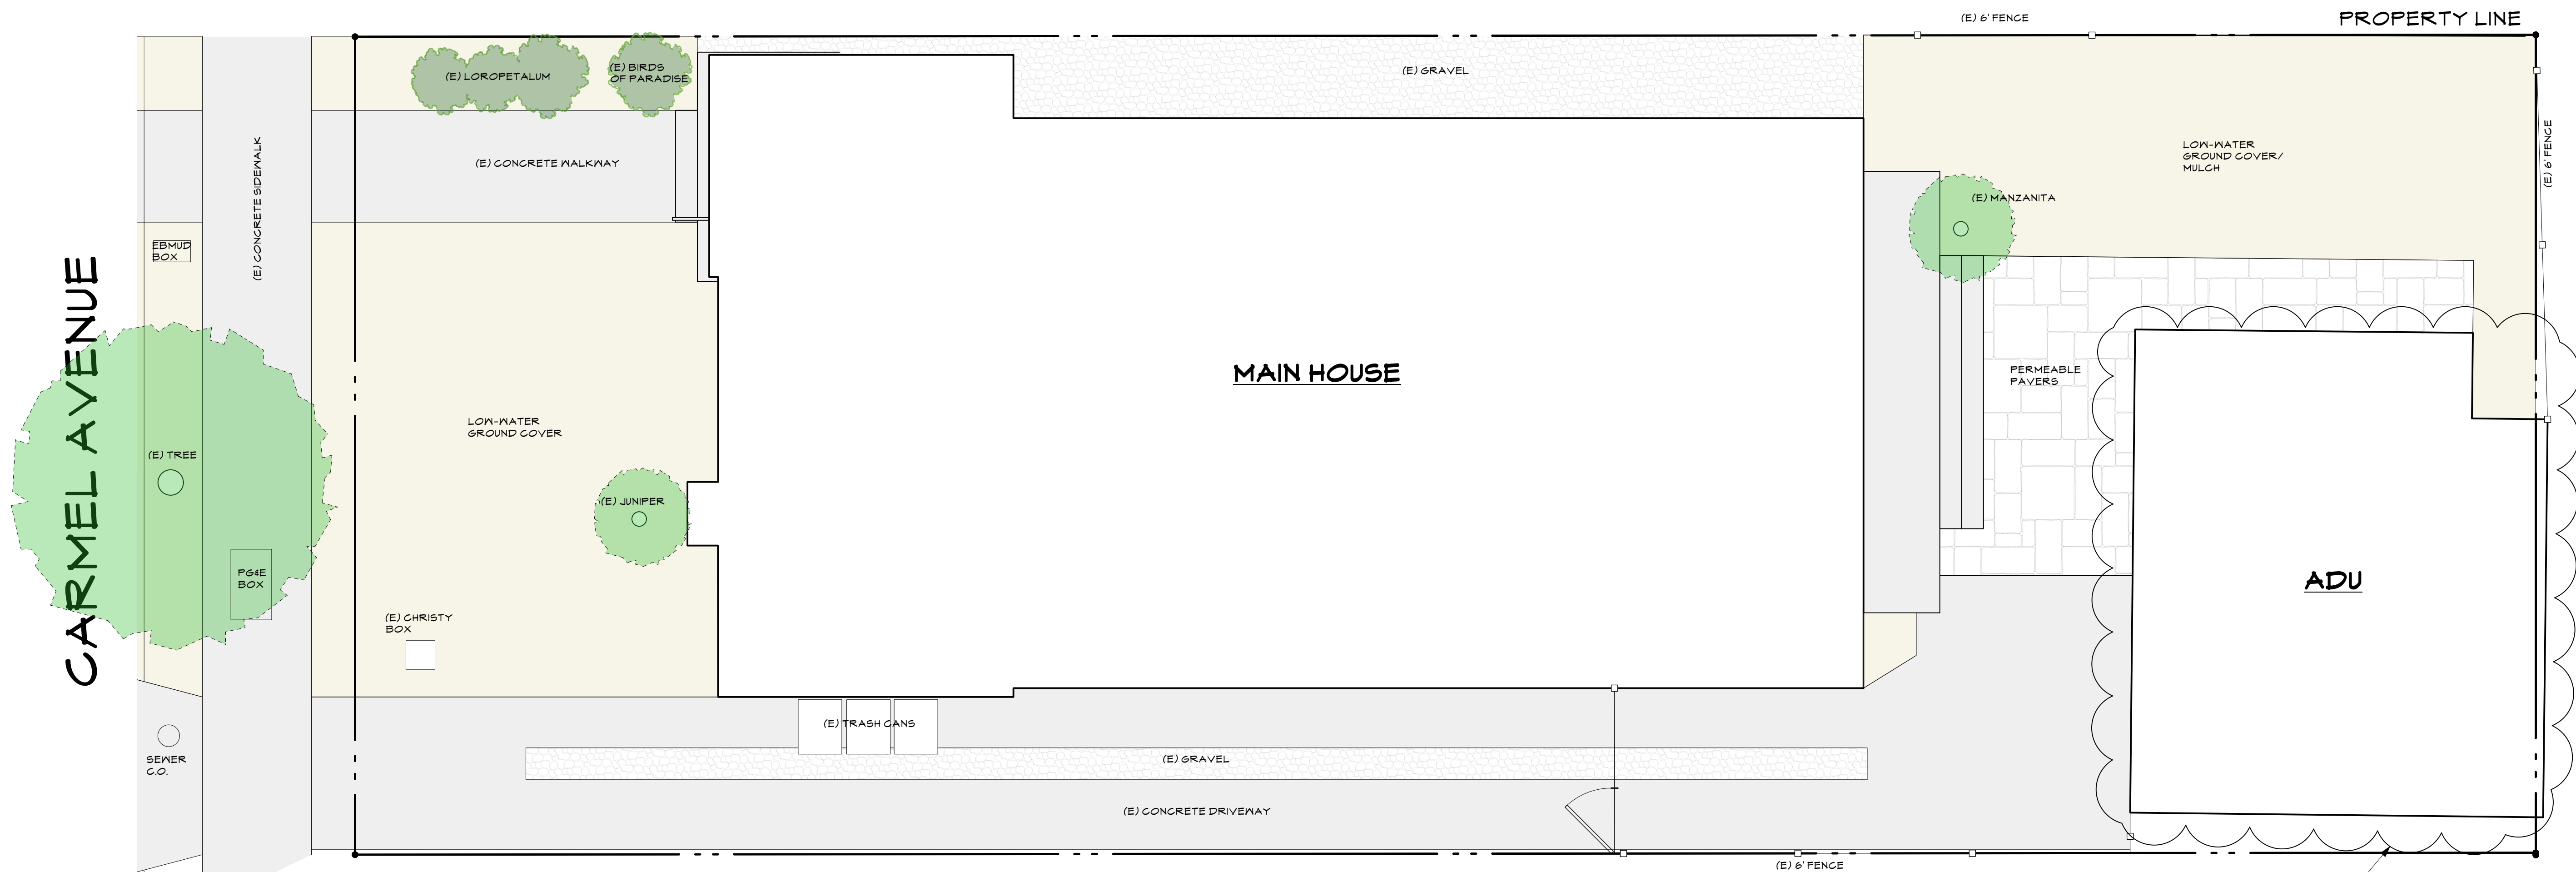 (E) 6' FENCE
PROPERTY LINE
(E) LOROPETALUM
(E) BIRDS
OF PARADISE
(E) GRAVEL
(E) CONCRETE WALKWAY
(E) CONCRETE SIDEWALK
LOW-WATER
GROUND COVER/
MULCH
(E) 6' FENCE
(E) MANZANITA
EBMUD
BOX
CARMEL AVENUE
MAIN HOUSE
PERMEABLE
PAVERS
LOW-WATER
GROUND COVER
(E) TREE
(E) JUNIPER
PG&E
BOX
ADU
(E) CHRISTY
BOX
(E) TRASH CANS
SEWER
C.O.
(E) GRAVEL
(E) CONCRETE DRIVEWAY
(E) 6' FENCE